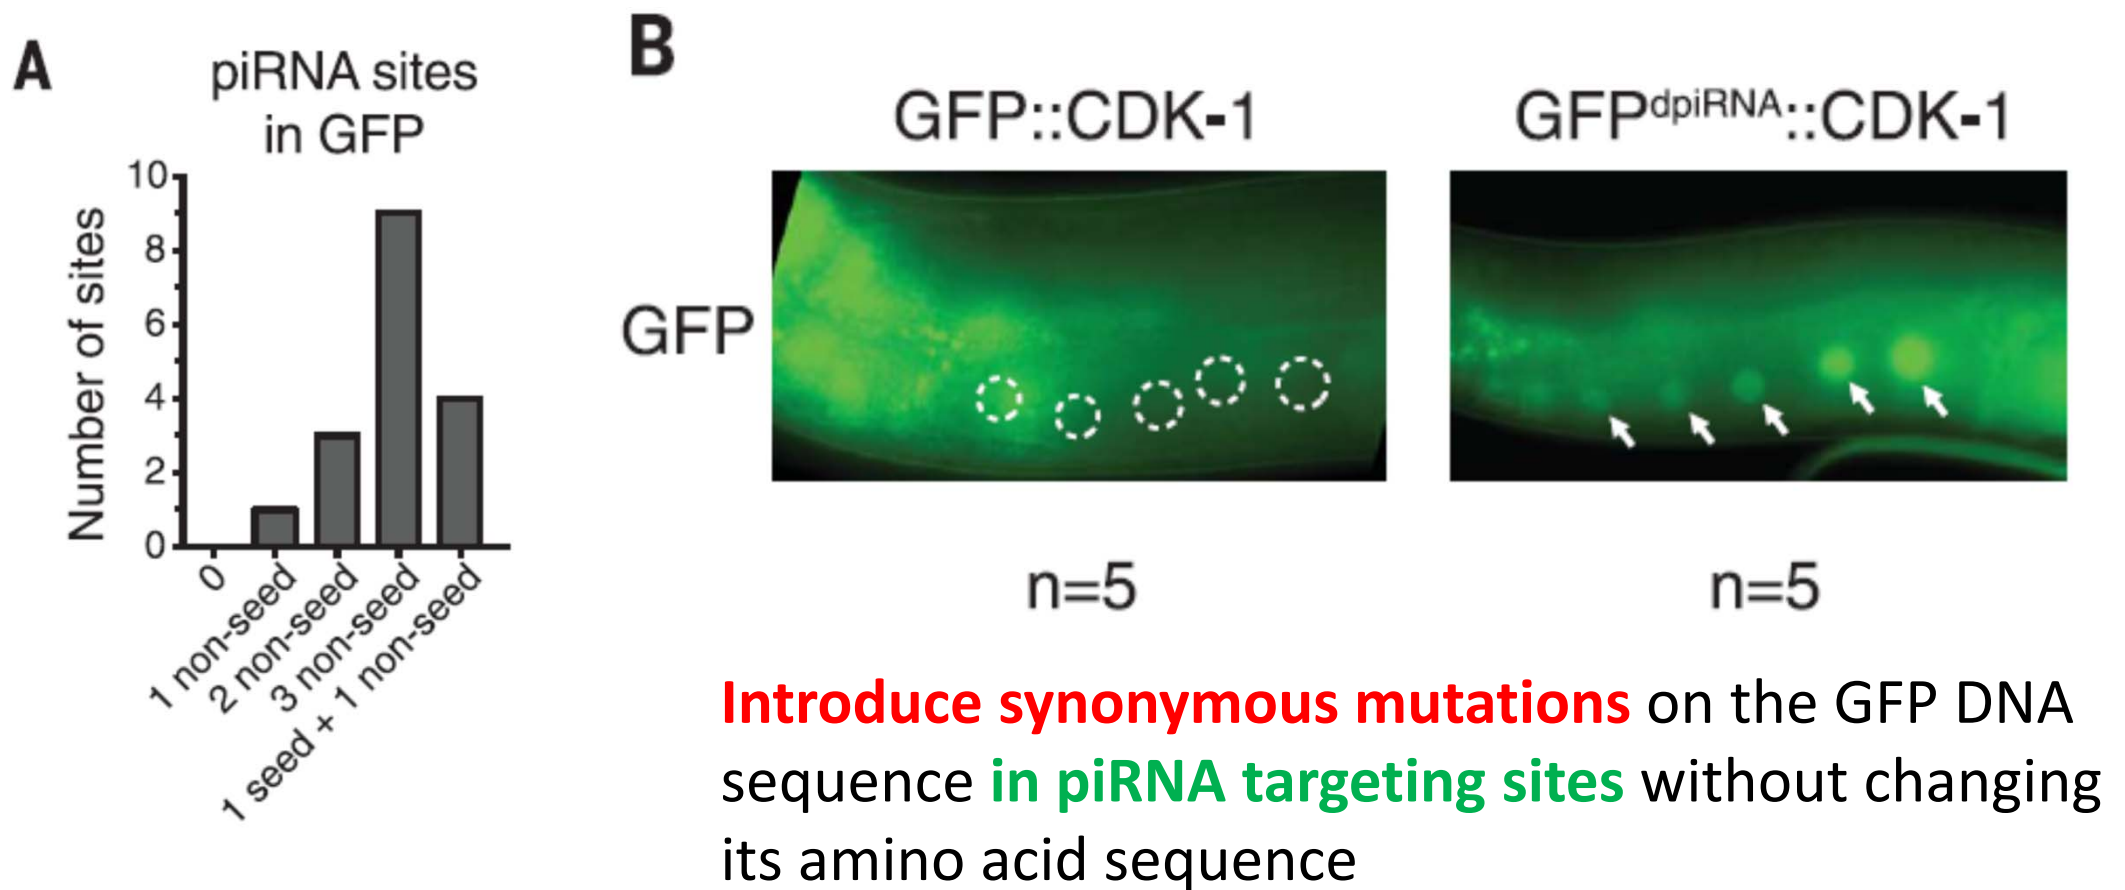 A
piRNA sites
in GFP
Number of sites
10
8
6
4
2
0
0
1 non-seed
2 non-seed
3 non-seed
1 seed + 1 non-seed
B
GFP::CDK-1
GFPdpiRNA::CDK-1
GFP
n=5
n=5
Introduce synonymous mutations on the GFP DNA
sequence in piRNA targeting sites without changing
its amino acid sequence